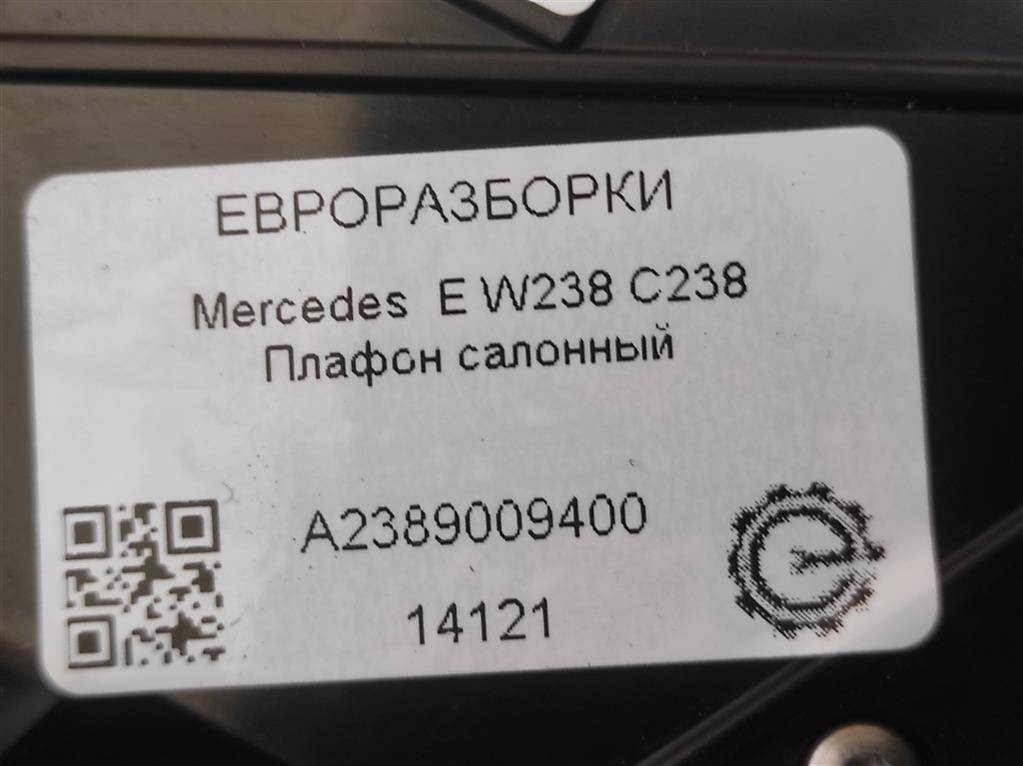 ЕВРОРАЗБОРКИ
Mercedes E W238 C238
Плафон салонный
A2389009400
14121